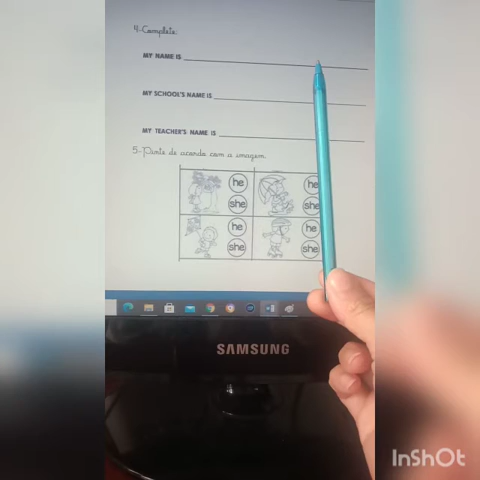 4-Complete:
MY NAME IS
MY SCHOOL'S NAME IS
MY TEACHER'S NAME IS
5-Pinte de acordo com a imagem.
he he
she she
he he
she she
SAMSUNG
InShOt